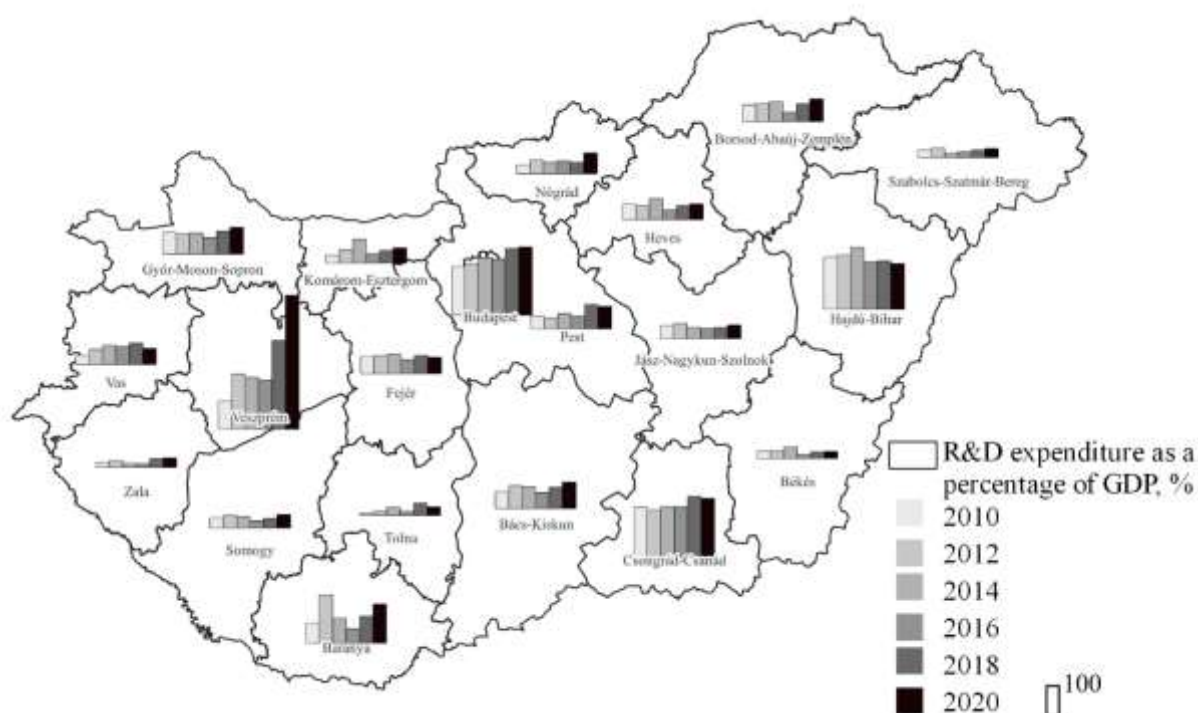 Borsod-Abaúj-Zemplén
Szabolcs-Szatmár-Bereg
Nógrád
Heves
Győr-Moson-Sopron
Komárom-Esztergom
Budapest
Pest
Hajdú-Bihar
Jász-Nagykun-Szolnok
Vas
Veszprém
Fejér
Zala
Somogy
Tolna
Bács-Kiskun
Békés
Csongrád-Csanád
Baranya
R&D expenditure as a
percentage of GDP, %
2010
2012
2014
2016
2018
2020
100